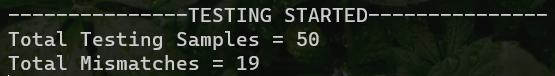 ---------------TESTING STARTED---------------
Total Testing Samples = 50
Total Mismatches = 19